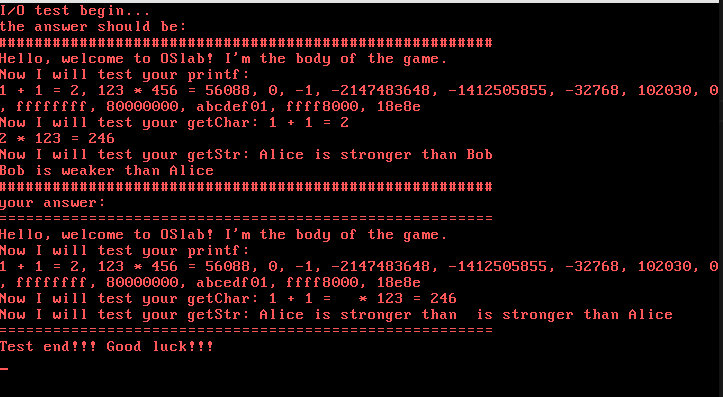 I/O test begin...
the answer should be:
#######################################################
Hello, welcome to OSlab! I'm the body of the game.
Now I will test your printf:
1 + 1 = 2, 123 * 456 = 56088, 0, -1, -2147483648, -1412505855, -32768, 102030, 0
, ffffffff, 80000000, abcdef01, ffff8000, 18e8e
Now I will test your getChar: 1 + 1 = 2
2 * 123 = 246
Now I will test your getStr: Alice is stronger than Bob
Bob is weaker than Alice
#######################################################
your answer:
=======================================================
Hello, welcome to OSlab! I'm the body of the game.
Now I will test your printf:
1 + 1 = 2, 123 * 456 = 56088, 0, -1, -2147483648, -1412505855, -32768, 102030, 0
, ffffffff, 80000000, abcedf01, ffff8000, 18e8e
Now I will test your getChar: 1 + 1 =   * 123 = 246
Now I will test your getStr: Alice is stronger than  is stronger than Alice
=======================================================
Test end!!! Good luck!!!
_